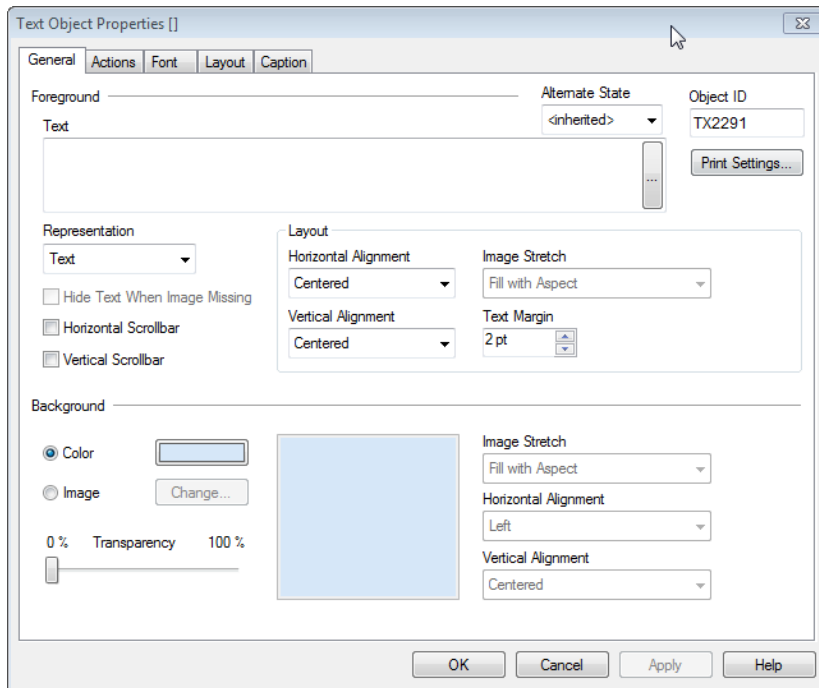 Text Object Properties []
General Actions Font Layout Caption
Foreground
Alternate State
Object ID
<inherited>
TX2291
Text
...
Print Settings...
Representation
Text
Hide Text When Image Missing
Horizontal Scrollbar
Vertical Scrollbar
Layout
Horizontal Alignment
Centered
Image Stretch
Fill with Aspect
Vertical Alignment
Centered
Text Margin
2 pt
Background
Color
Image
Change...
0 % Transparency 100 %
Image Stretch
Fill with Aspect
Horizontal Alignment
Left
Vertical Alignment
Centered
OK Cancel Apply Help